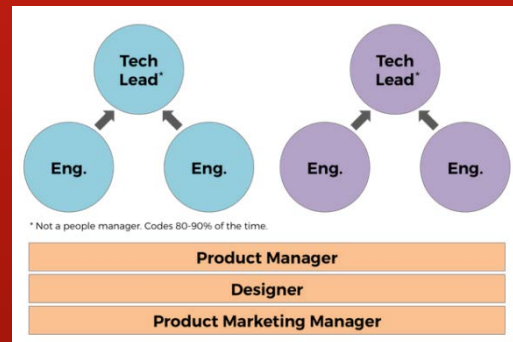 Tech
Lead*
Tech
Lead*
Eng.
Eng.
Eng.
Eng.
* Not a people manager. Codes 80-90% of the time.
Product Manager
Designer
Product Marketing Manager